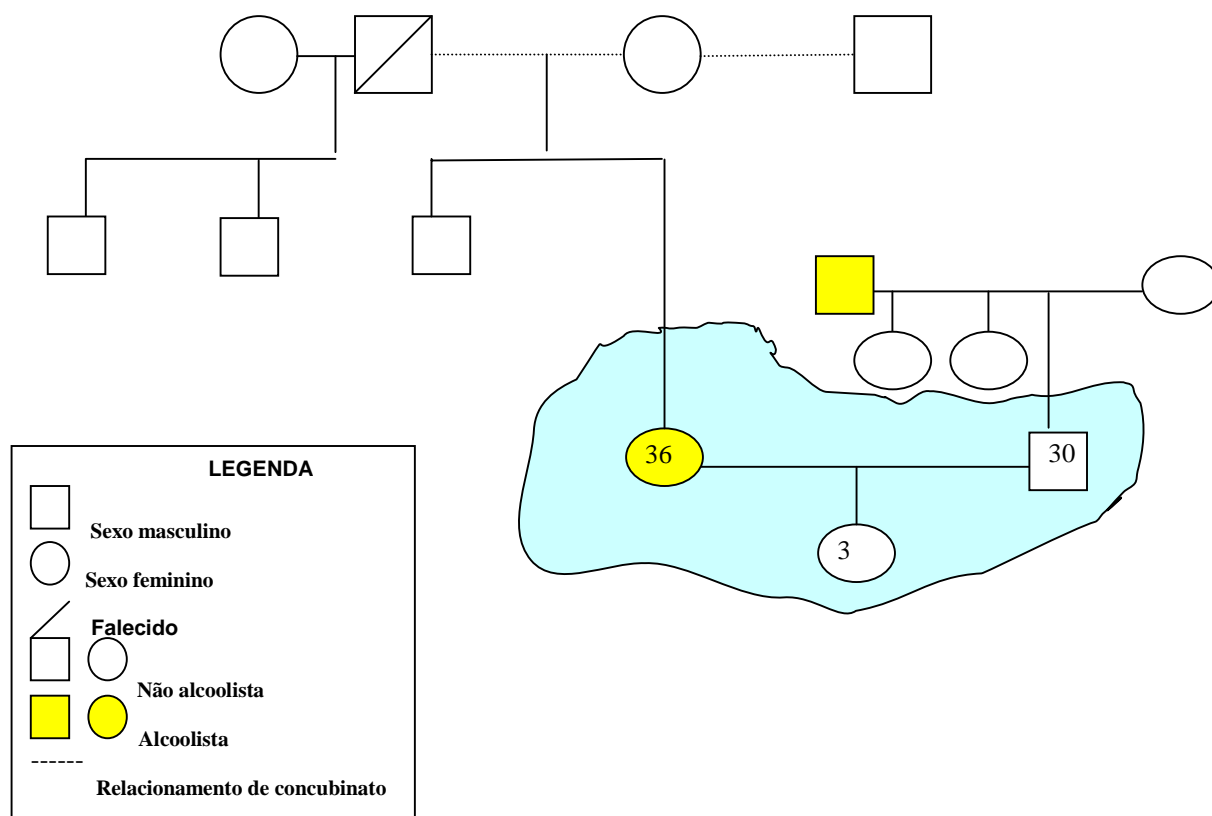 36
30
3
LEGENDA
Sexo masculino
Sexo feminino
Falecido
Não alcoolista
Alcoolista
Relacionamento de concubinato